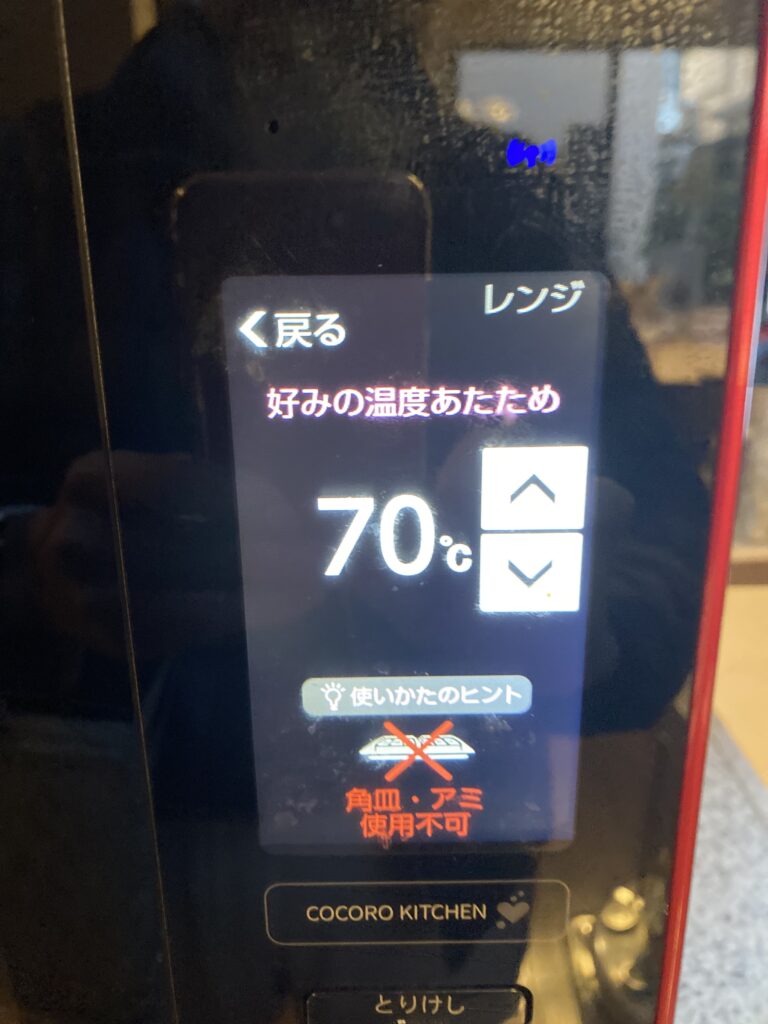 レンジ
戻る
好みの温度あたため
70℃
使いかたのヒント
角皿・アミ
使用不可
COCORO KITCHEN
とりけし